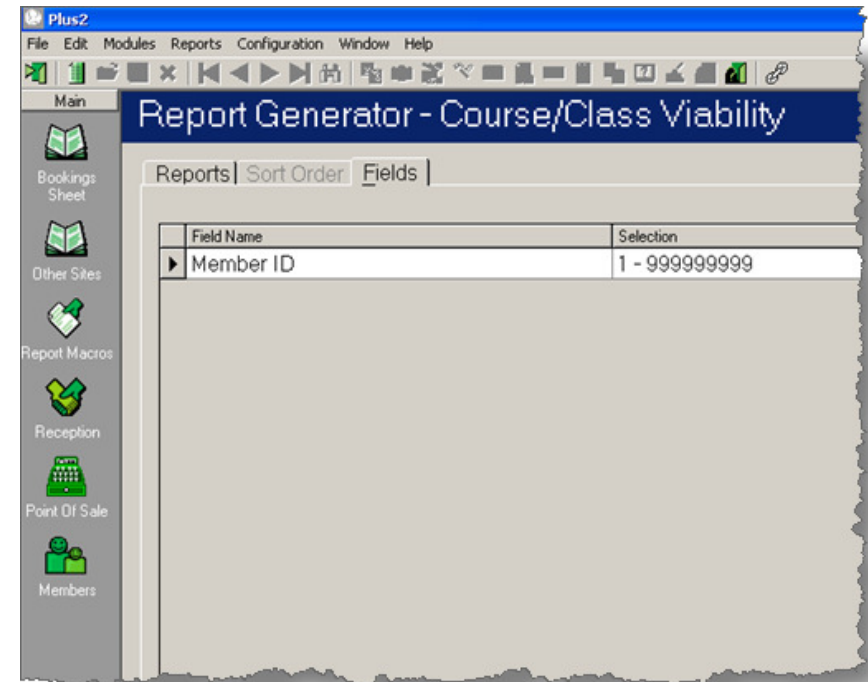 Plus2
File Edit Modules Reports Configuration Window Help
Main
Report Generator - Course/Class Viability
Bookings
Sheet
Reports Sort Order Fields
Field Name Selection
Member ID 1 - 999999999
Other Sites
Report Macros
Reception
Point Of Sale
Members